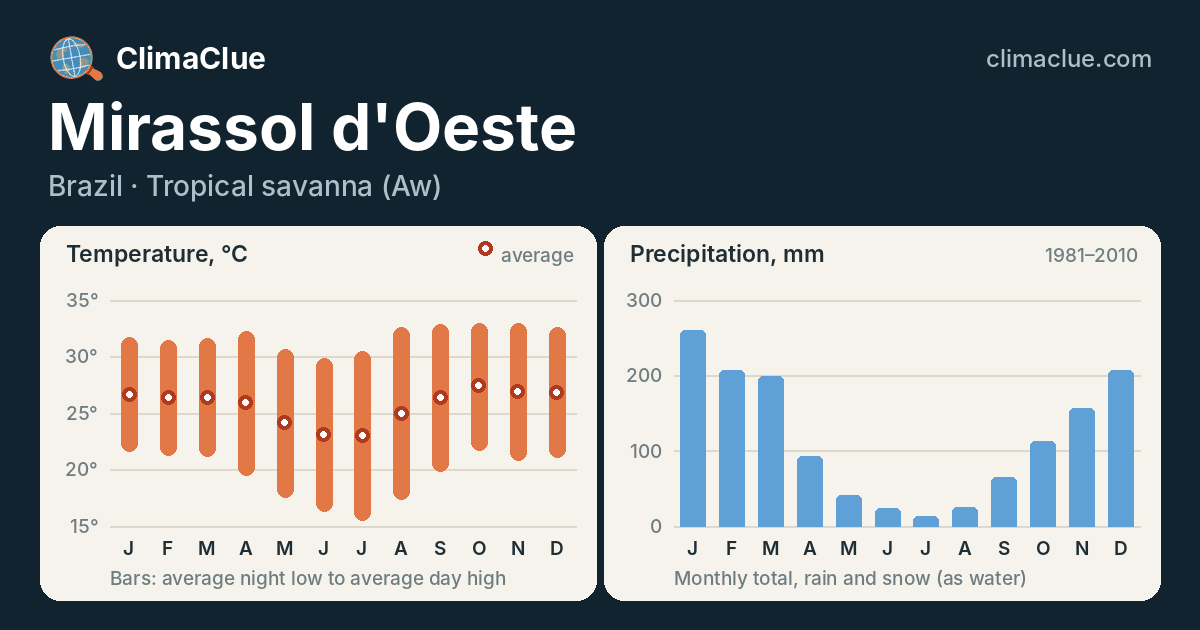 ClimaClue
climaclue.com
Mirassol d'Oeste
Brazil · Tropical savanna (Aw)
Temperature, °C
average
35°
30°
25°
20°
15°
J F M A M J J A S O N D
Bars: average night low to average day high
Precipitation, mm
1981–2010
300
200
100
0
J F M A M J J A S O N D
Monthly total, rain and snow (as water)